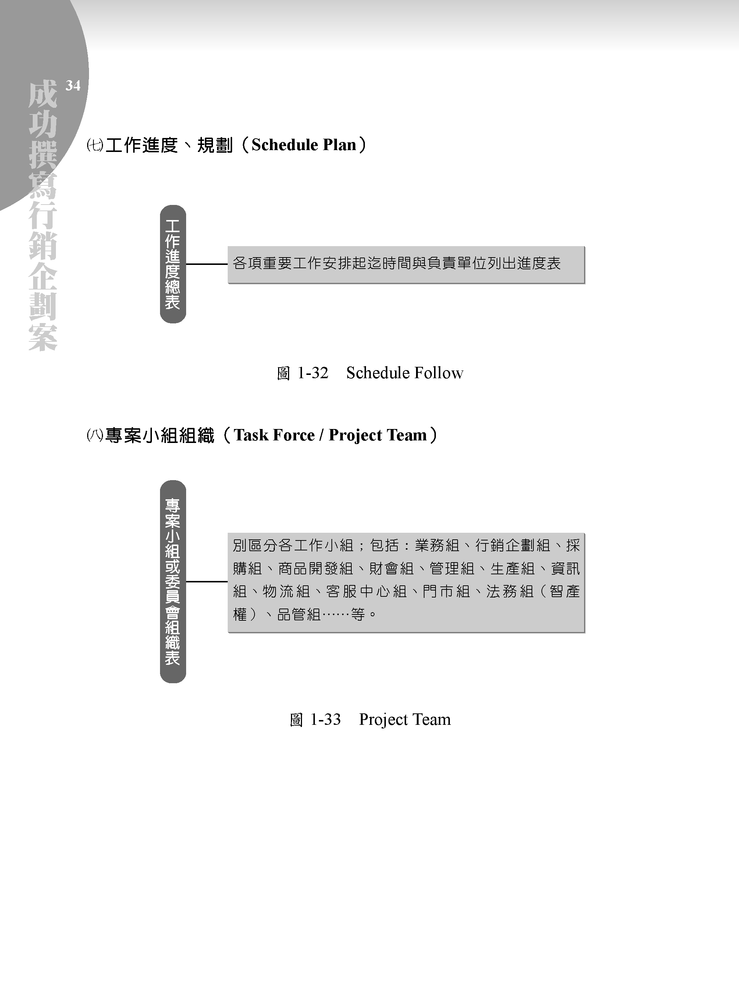 34
成功撰寫行銷企劃案
㈦工作進度、規劃（Schedule Plan）
工作進度總表
各項重要工作安排起迄時間與負責單位列出進度表
圖 1-32　Schedule Follow
㈧專案小組組織（Task Force / Project Team）
專案小組或委員會組織表
別區分各工作小組；包括：業務組、行銷企劃組、採
購組、商品開發組、財會組、管理組、生產組、資訊
組、物流組、客服中心組、門市組、法務組（智產
權）、品管組⋯⋯等。
圖 1-33　Project Team